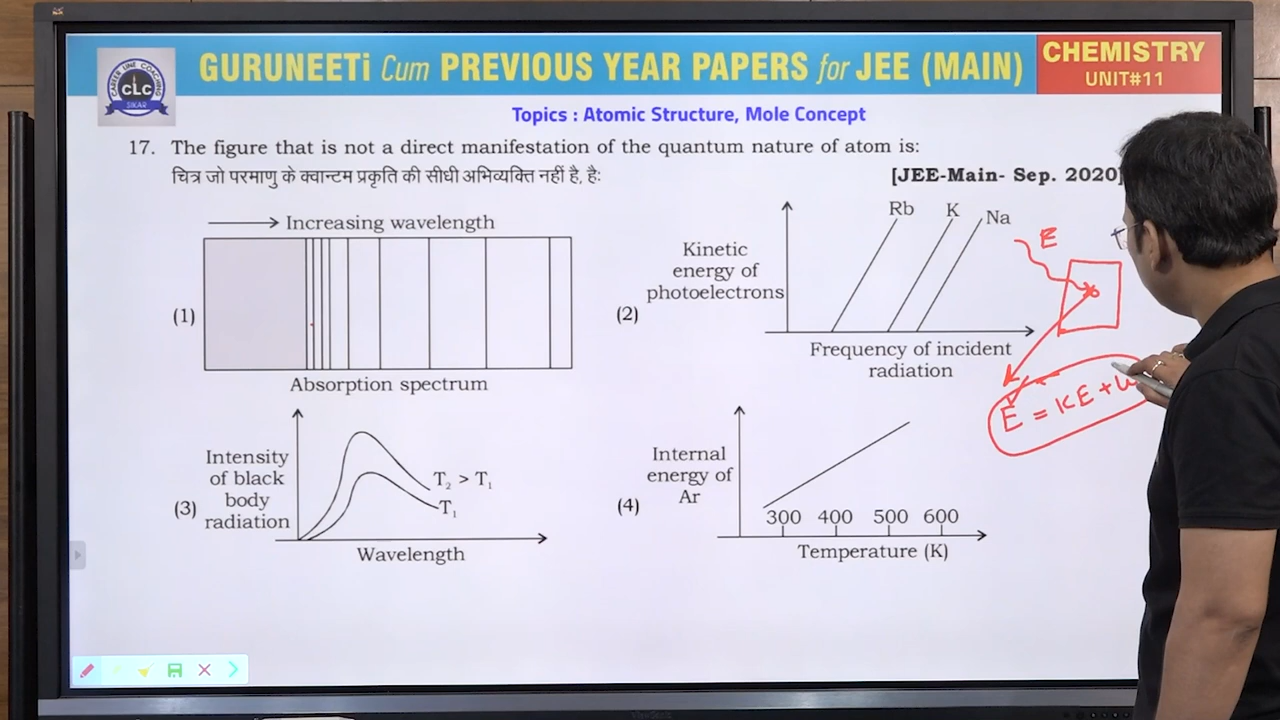 GURUNEETi Cum PREVIOUS YEAR PAPERS for JEE (MAIN)
CHEMISTRY
UNIT#11
CAREER LINE COACHING
CLC
SIKAR
Topics : Atomic Structure, Mole Concept
17. The figure that is not a direct manifestation of the quantum nature of atom is:
चित्र जो परमाणु के क्वान्टम प्रकृति की सीधी अभिव्यक्ति नहीं है, है:
[JEE-Main- Sep. 2020]
(1)
Increasing wavelength
Absorption spectrum
(2)
Kinetic
energy of
photoelectrons
Rb K Na
Frequency of incident
radiation
E
E = KE +
(3)
Intensity
of black
body
radiation
T2 > T1
T1
Wavelength
(4)
Internal
energy of
Ar
300 400 500 600
Temperature (K)